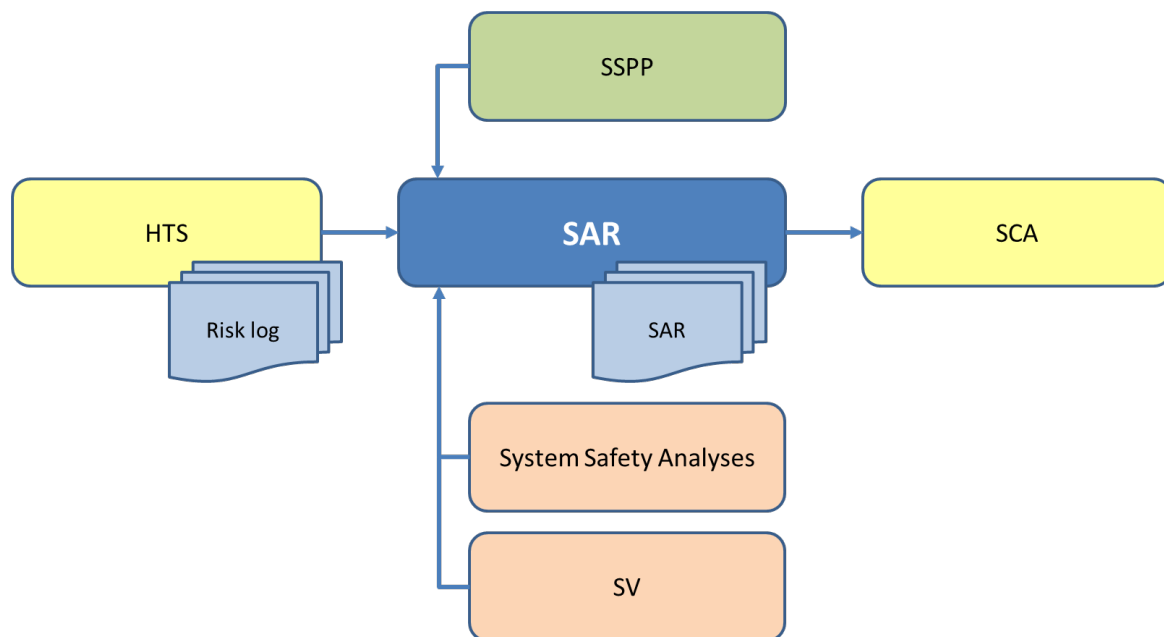 SSPP
HTS
SAR
SCA
Risk log
SAR
System Safety Analyses
SV